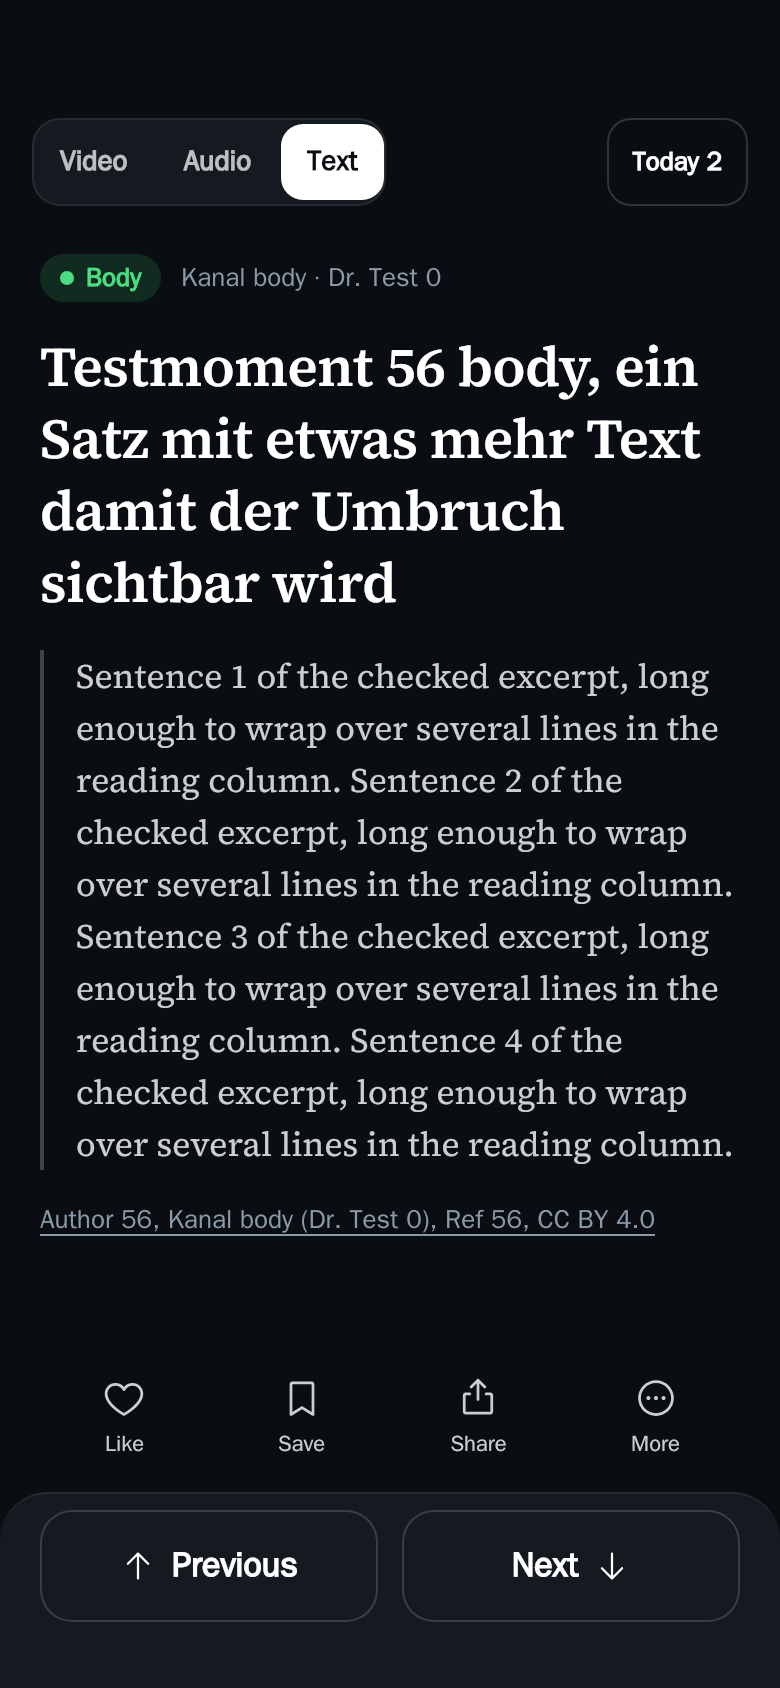 Video Audio Text Today 2
Body Kanal body · Dr. Test 0
Testmoment 56 body, ein
Satz mit etwas mehr Text
damit der Umbruch
sichtbar wird
Sentence 1 of the checked excerpt, long
enough to wrap over several lines in the
reading column. Sentence 2 of the
checked excerpt, long enough to wrap
over several lines in the reading column.
Sentence 3 of the checked excerpt, long
enough to wrap over several lines in the
reading column. Sentence 4 of the
checked excerpt, long enough to wrap
over several lines in the reading column.
Author 56, Kanal body (Dr. Test 0), Ref 56, CC BY 4.0
Like Save Share More
Previous Next